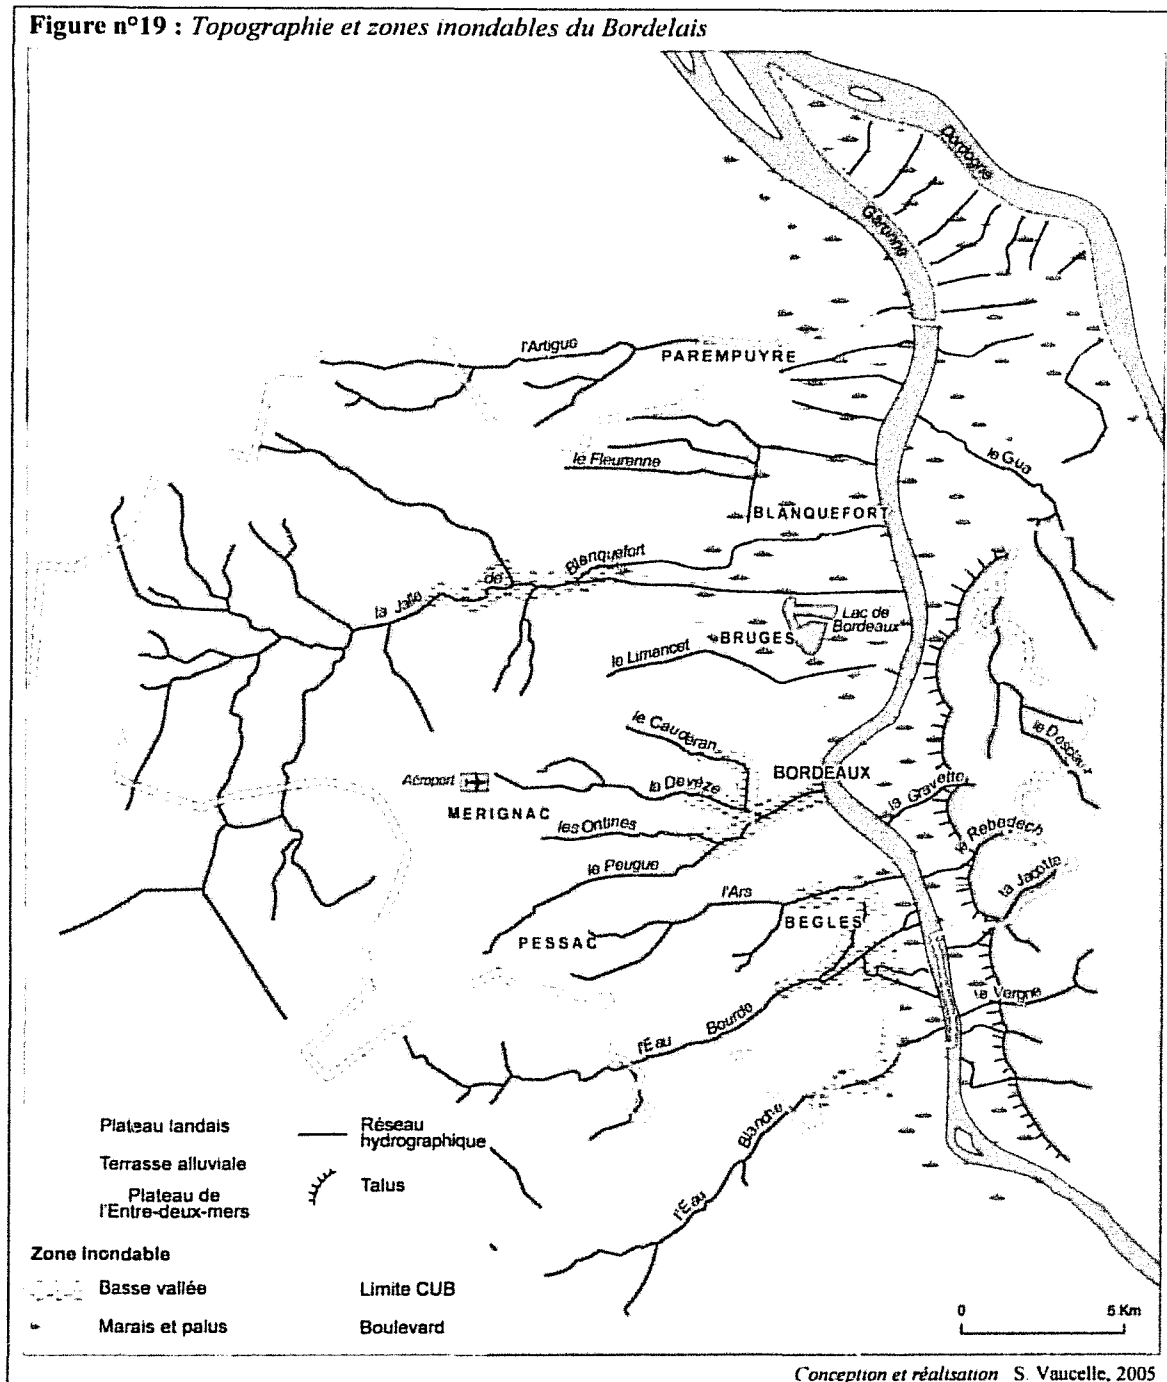 Figure n°19 : Topographie et zones inondables du Bordelais
Dordogne
Garonne
l'Artigue
PAREMPUYRE
le Gua
le Fleurenne
BLANQUEFORT
la Jalle de Blanquefort
Lac de
Bordeaux
BRUGES
le Limancet
le Caudéran
le Desclaux
Aéroport
la Devèze
BORDEAUX
la Gravette
MERIGNAC
les Ontines
le Rebedech
le Peugue
la Jacotte
l'Ars
BEGLES
PESSAC
le Vergne
l'Eau Bourde
l'Eau Blanche
Plateau landais
Réseau
hydrographique
Terrasse alluviale
Plateau de
l'Entre-deux-mers
Talus
Zone inondable
Basse vallée
Limite CUB
Marais et palus
Boulevard
0 5 Km
Conception et réalisation S. Vaucelle, 2005